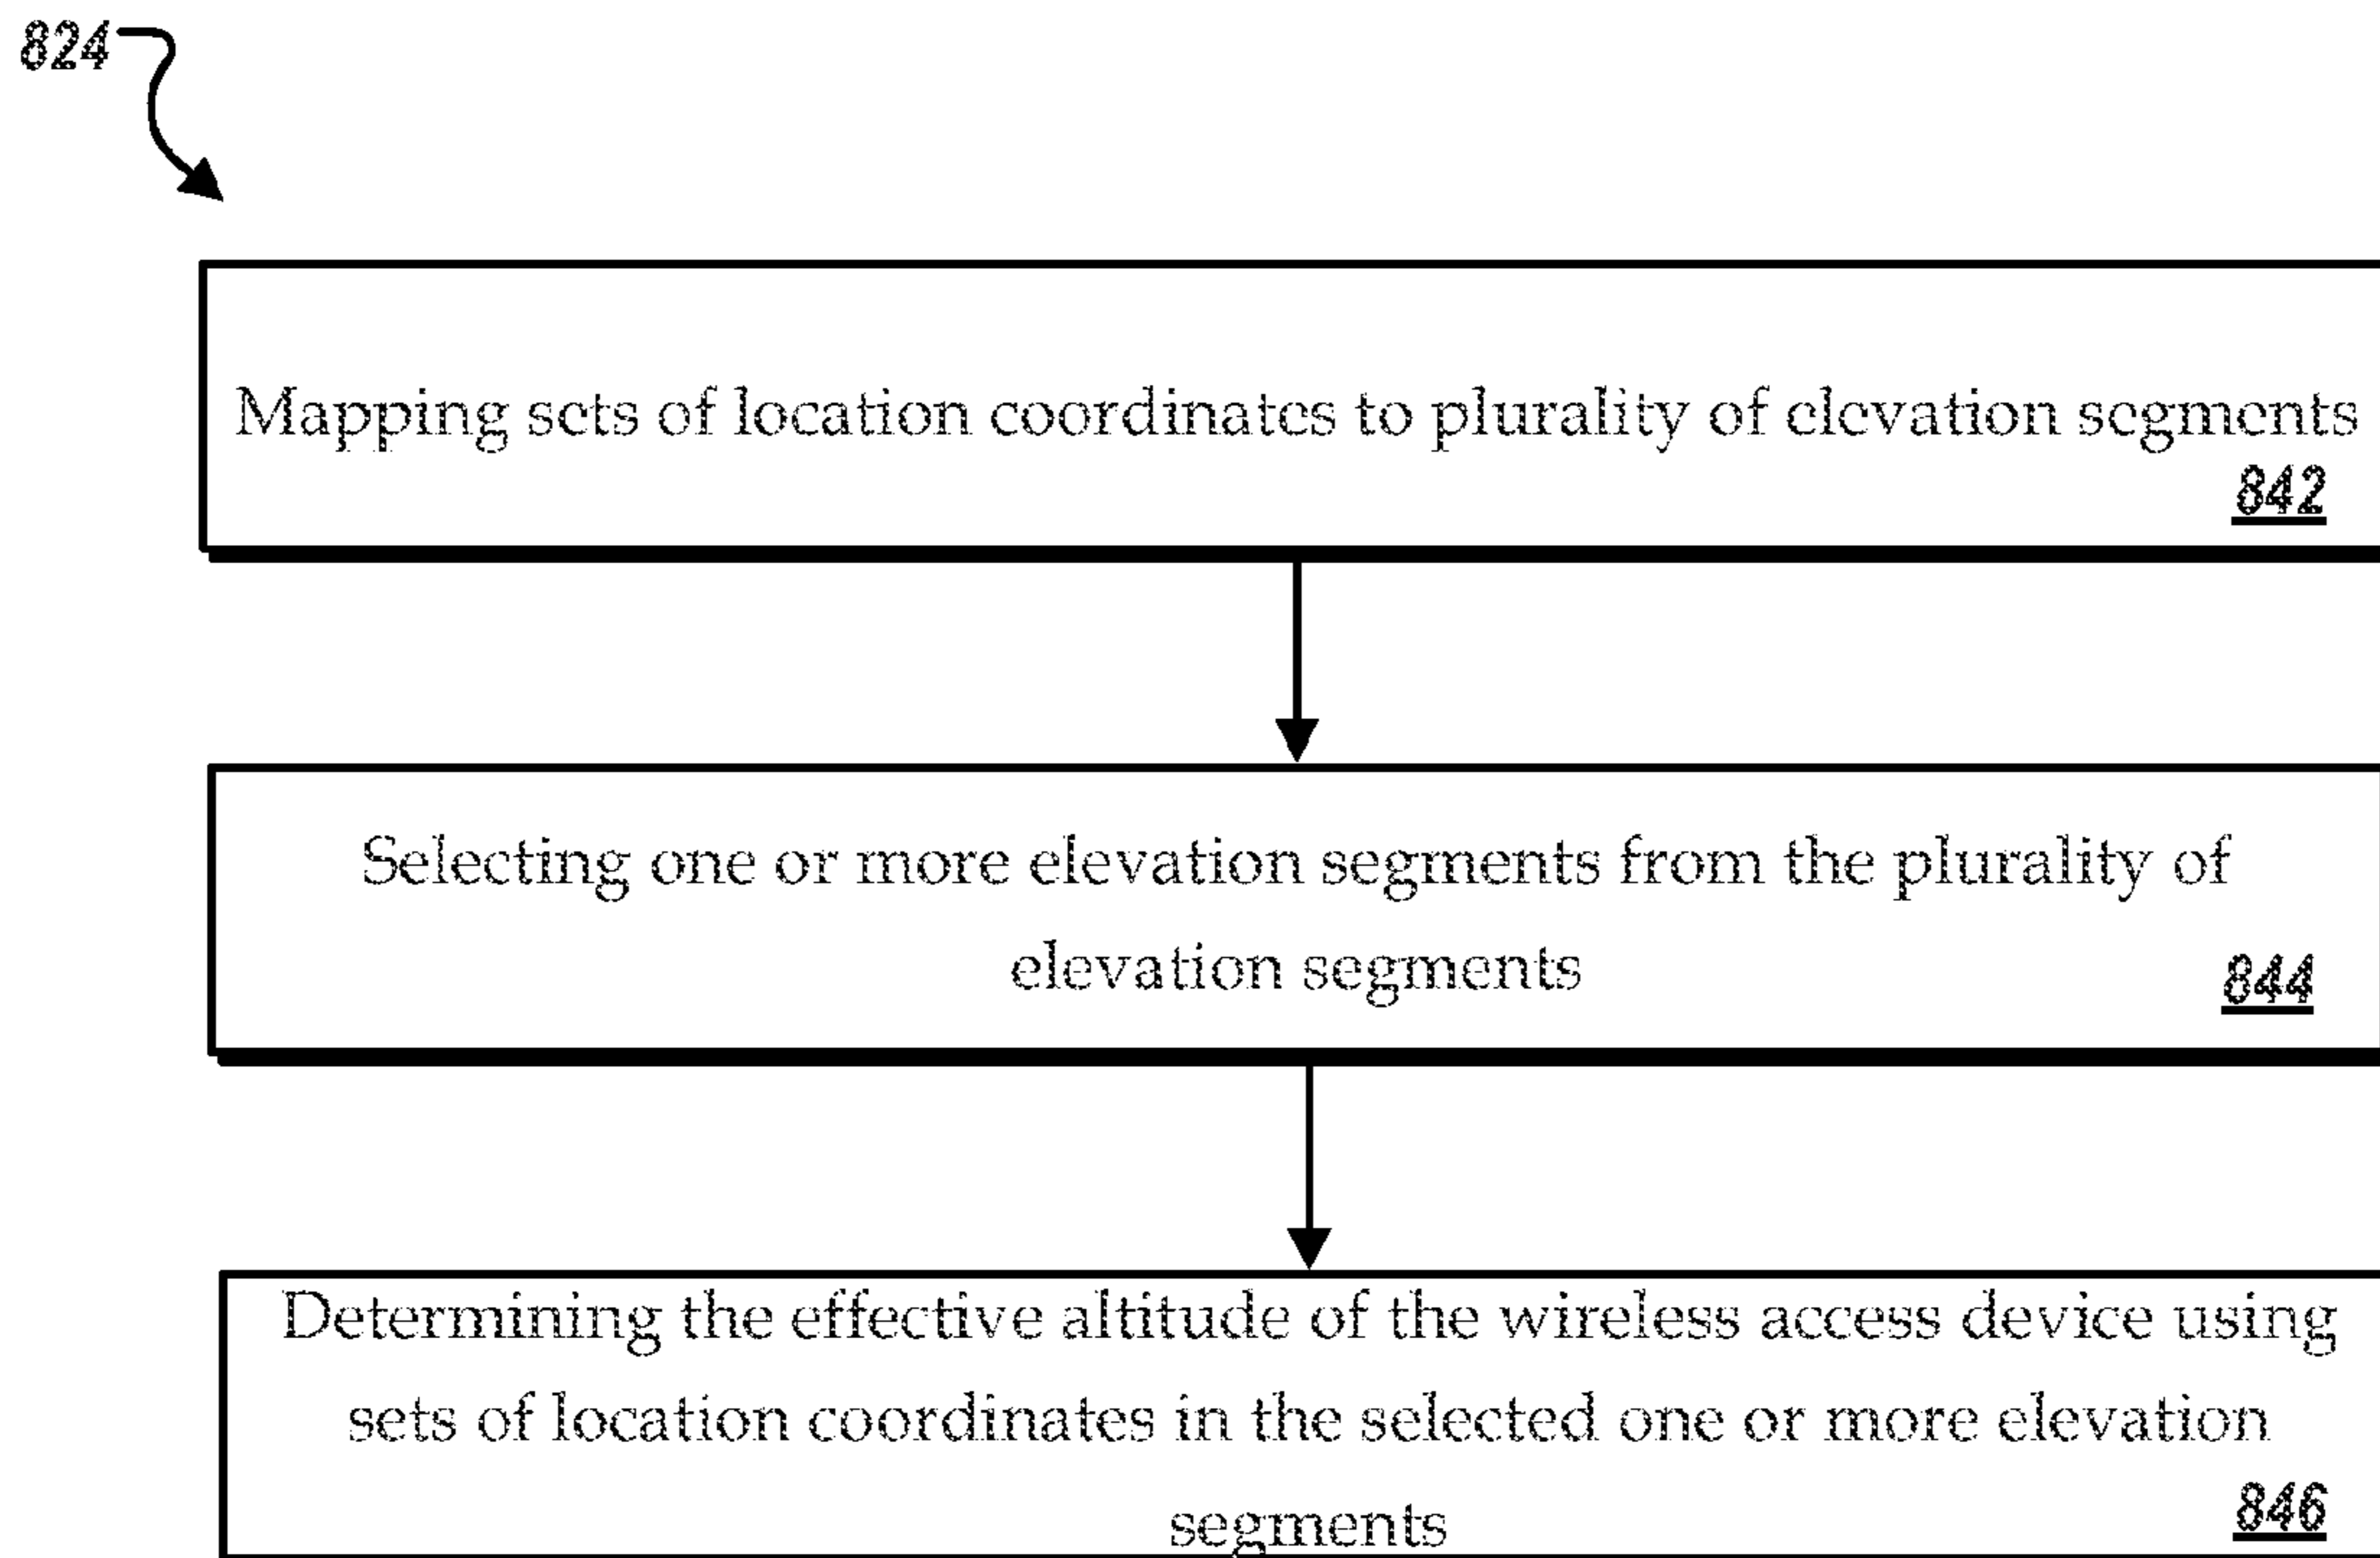 824
Mapping sets of location coordinates to plurality of elevation segments
842
Selecting one or more elevation segments from the plurality of
elevation segments
844
Determining the effective altitude of the wireless access device using
sets of location coordinates in the selected one or more elevation
segments
846